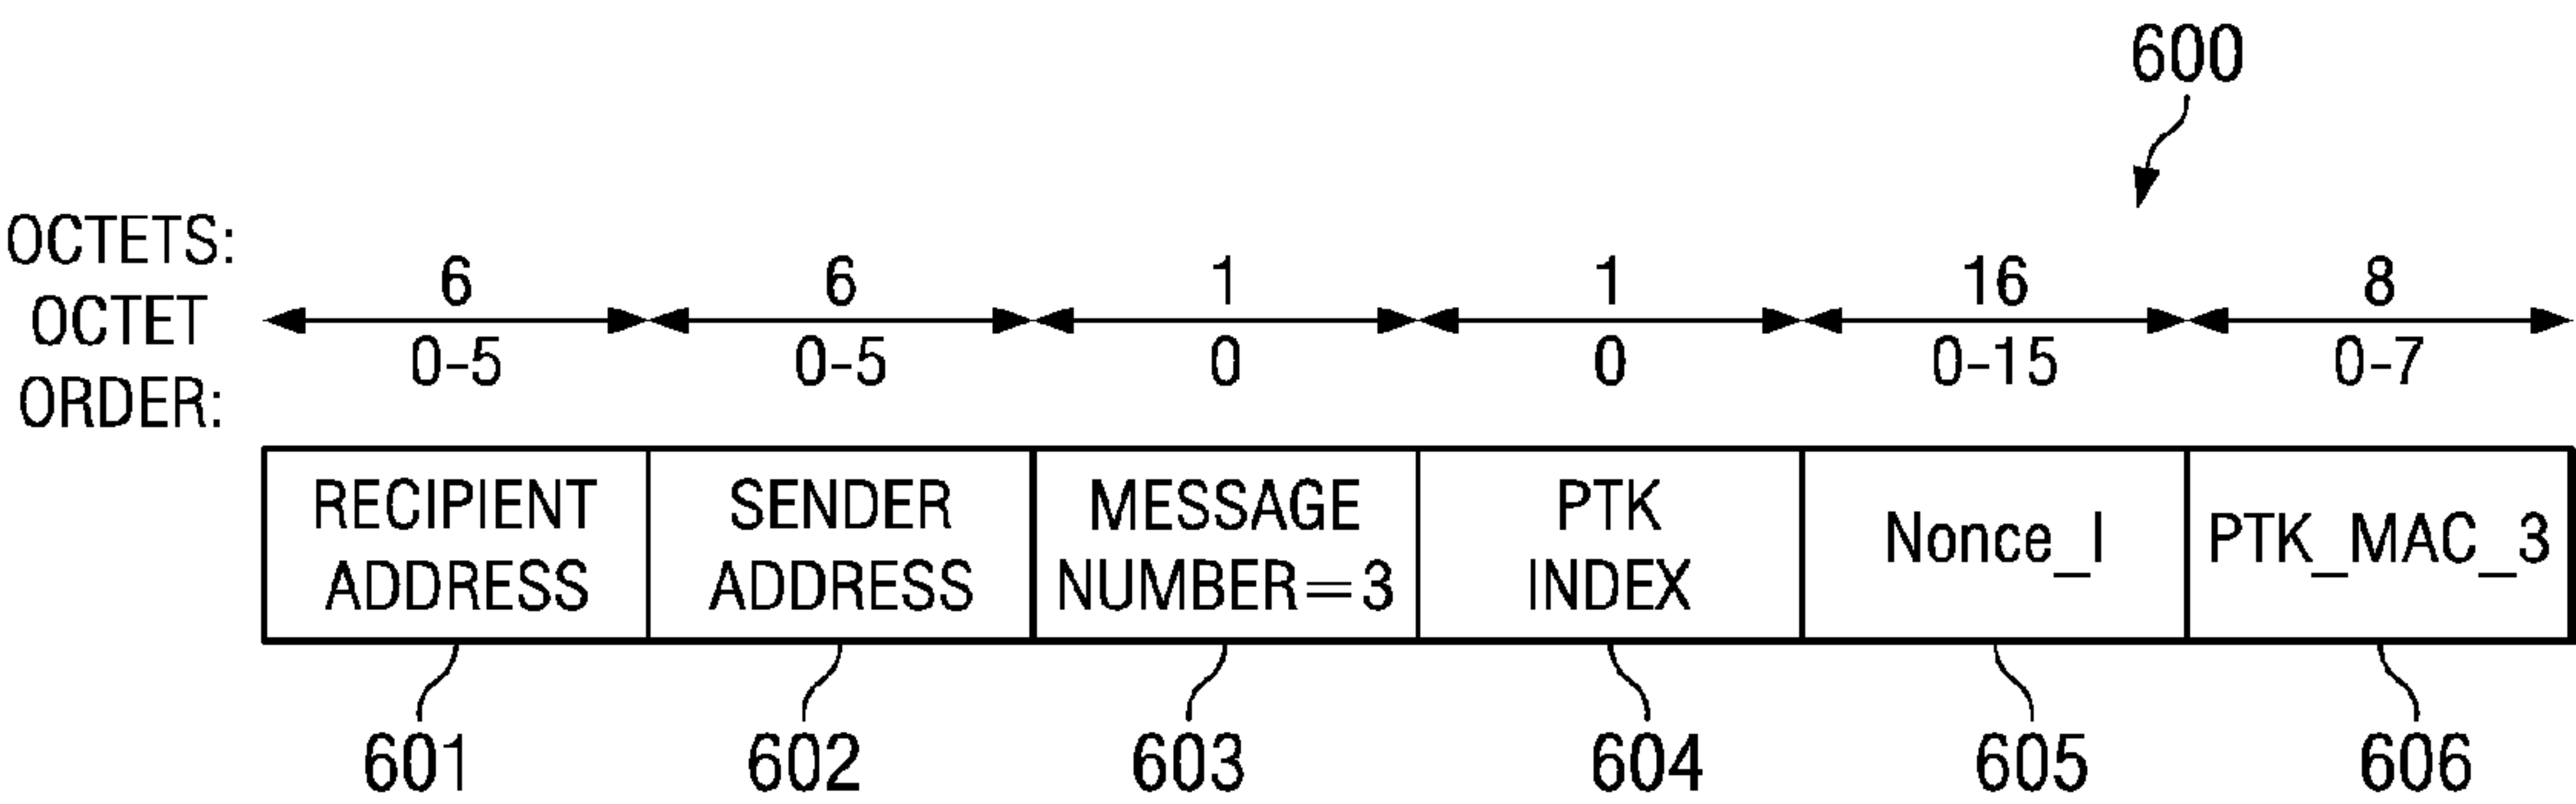 600
OCTETS:
6 6 1 1 16 8
OCTET
ORDER:
0-5 0-5 0 0 0-15 0-7
RECIPIENT ADDRESS
SENDER ADDRESS
MESSAGE NUMBER=3
PTK INDEX
Nonce_I
PTK_MAC_3
601 602 603 604 605 606